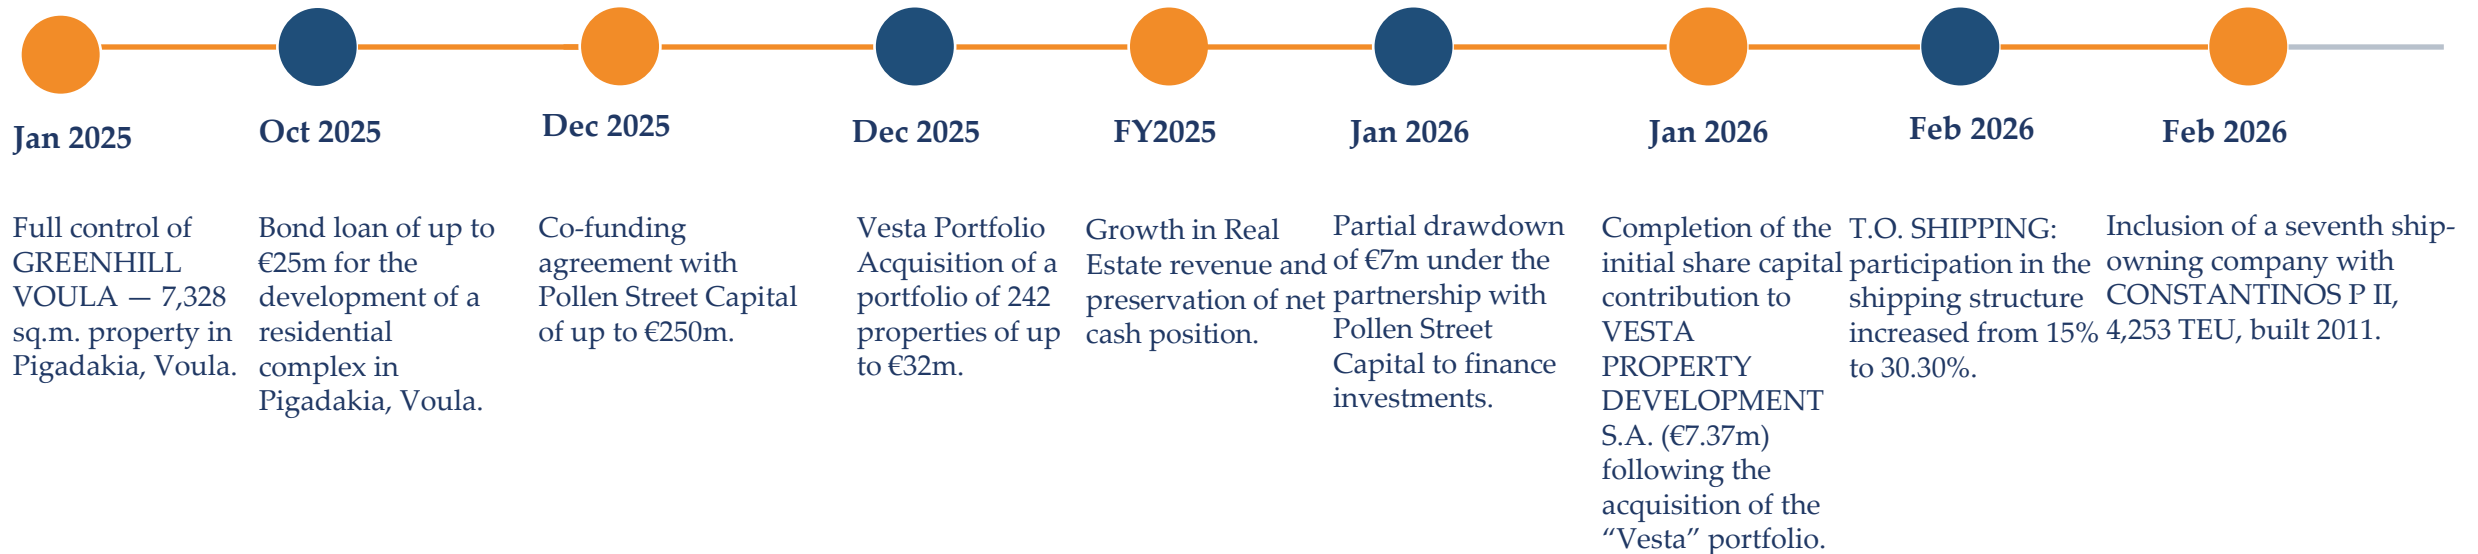 Jan 2025
Full control of
GREENHILL
VOULA — 7,328
sq.m. property in
Pigadakia, Voula.
Oct 2025
Bond loan of up to
€25m for the
development of a
residential
complex in
Pigadakia, Voula.
Dec 2025
Co-funding
agreement with
Pollen Street Capital
of up to €250m.
Dec 2025
Vesta Portfolio
Acquisition of a
portfolio of 242
properties of up
to €32m.
FY2025
Growth in Real
Estate revenue and
preservation of net
cash position.
Jan 2026
Partial drawdown
of €7m under the
partnership with
Pollen Street
Capital to finance
investments.
Jan 2026
Completion of the
initial share capital
contribution to
VESTA
PROPERTY
DEVELOPMENT
S.A. (€7.37m)
following the
acquisition of the
“Vesta” portfolio.
Feb 2026
T.O. SHIPPING:
participation in the
shipping structure
increased from 15%
to 30.30%.
Feb 2026
Inclusion of a seventh ship-
owning company with
CONSTANTINOS P II,
4,253 TEU, built 2011.